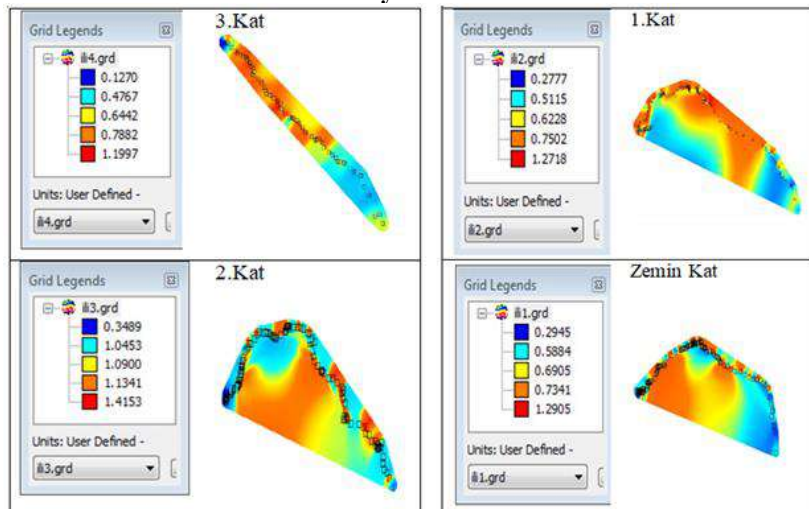 3.Kat
Grid Legends
ili4.grd
0.1270
0.4767
0.6442
0.7882
1.1997
Units: User Defined -
ili4.grd
1.Kat
Grid Legends
ili2.grd
0.2777
0.5115
0.6228
0.7502
1.2718
Units: User Defined -
ili2.grd
2.Kat
Grid Legends
ili3.grd
0.3489
1.0453
1.0900
1.1341
1.4153
Units: User Defined -
ili3.grd
Zemin Kat
Grid Legends
ili1.grd
0.2945
0.5884
0.6905
0.7341
1.2905
Units: User Defined -
ili1.grd